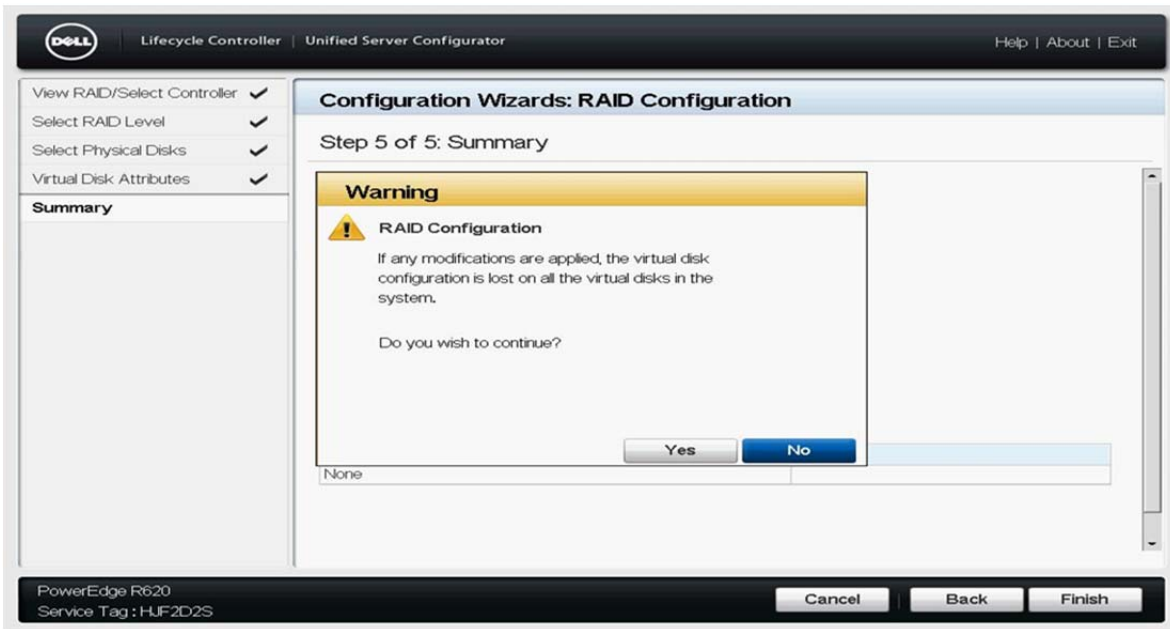 DELL
Lifecycle Controller | Unified Server Configurator
Help | About | Exit
View RAID/Select Controller
Select RAID Level
Select Physical Disks
Virtual Disk Attributes
Summary
Configuration Wizards: RAID Configuration
Step 5 of 5: Summary
Warning
RAID Configuration
If any modifications are applied, the virtual disk
configuration is lost on all the virtual disks in the
system.
Do you wish to continue?
Yes
No
None
PowerEdge R620
Service Tag : HJF2D2S
Cancel | Back
Finish